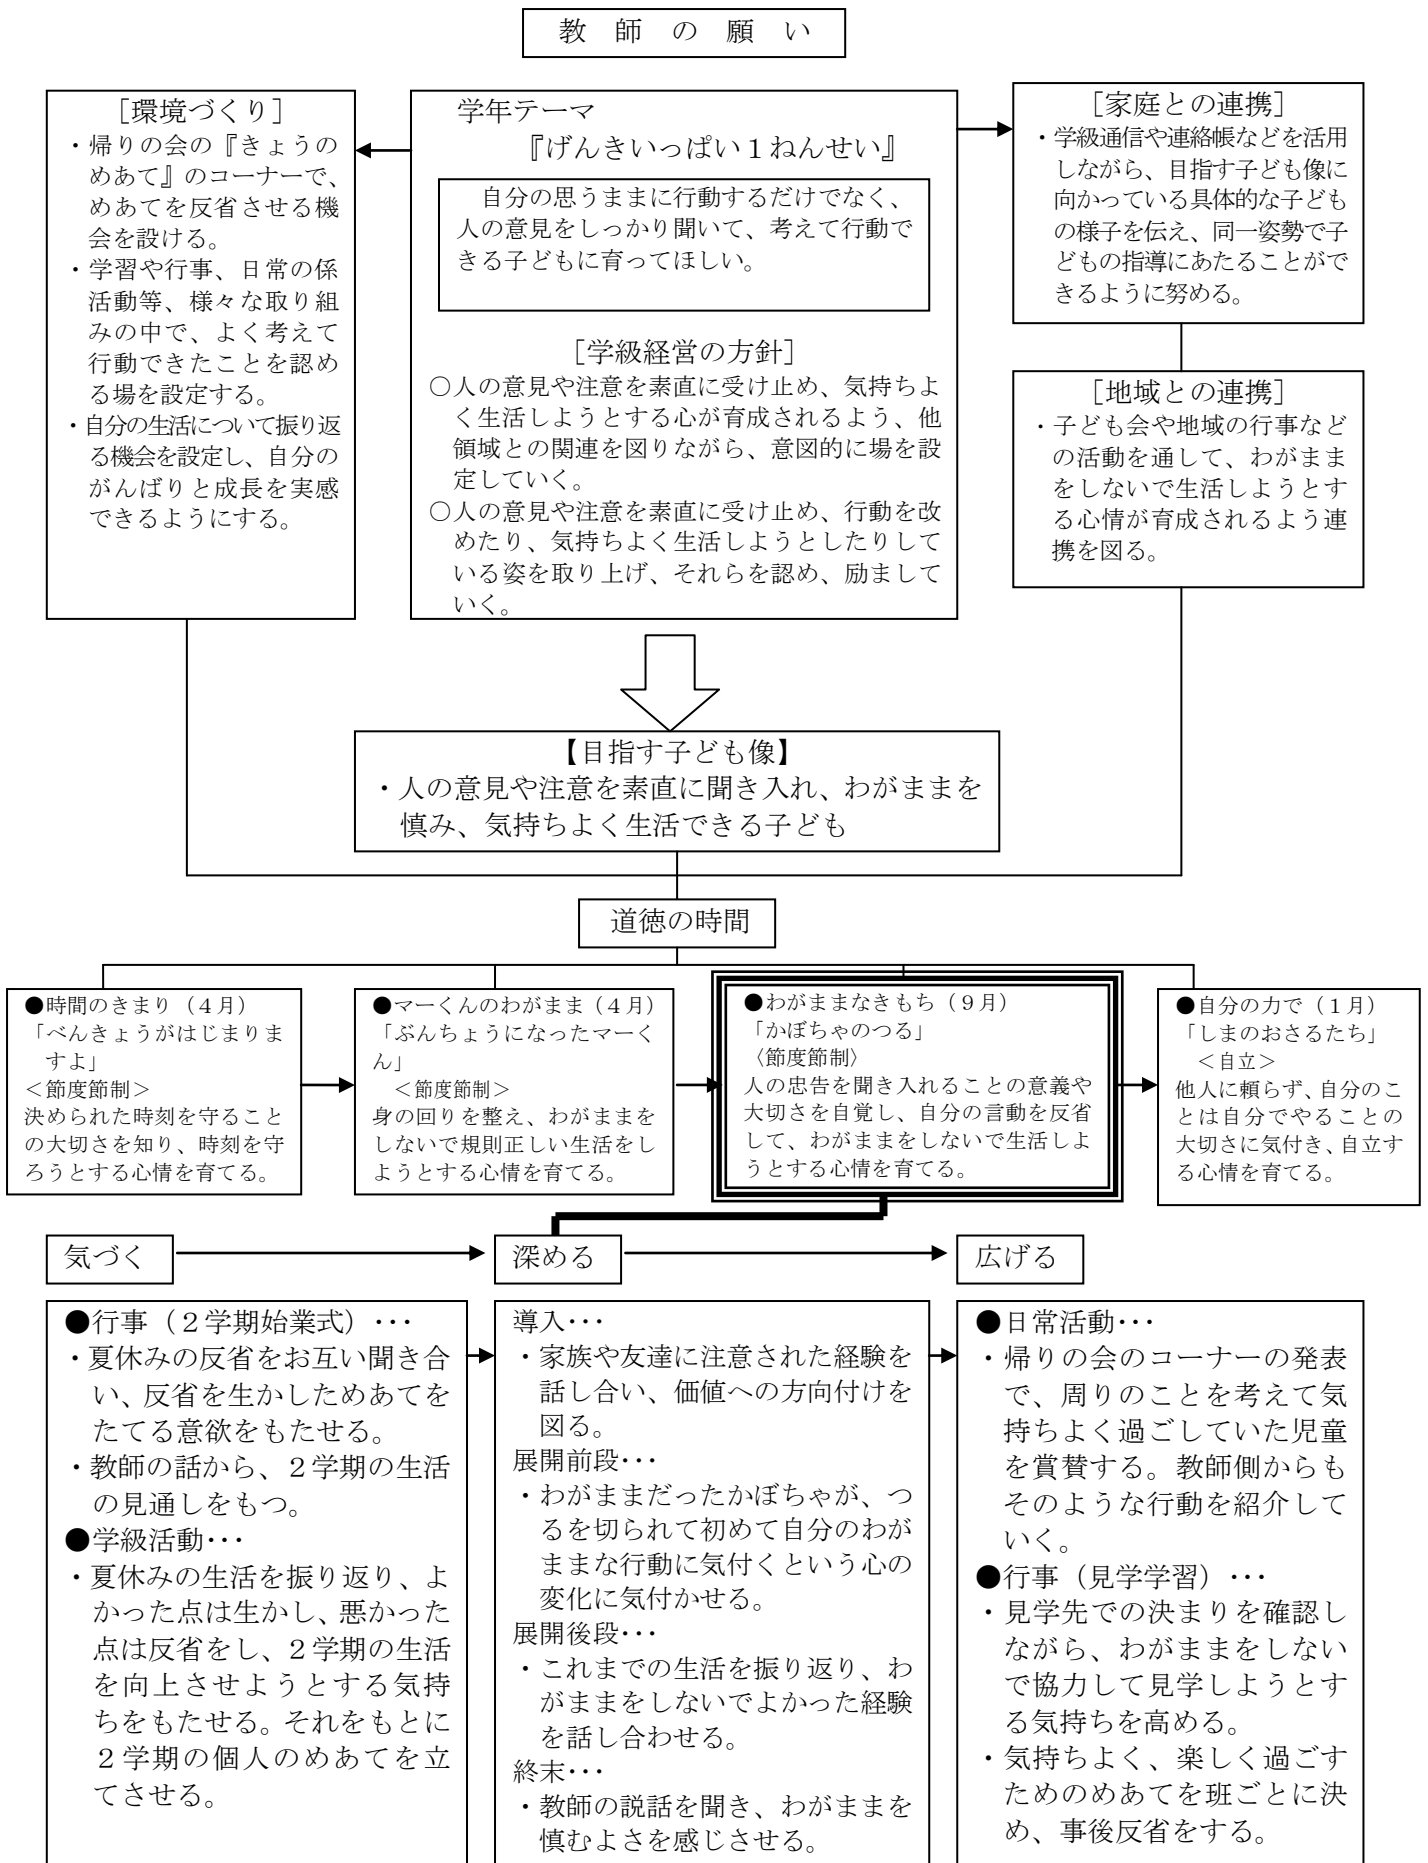 教　師　の　願　い
［環境づくり］
・帰りの会の『きょうの
めあて』のコーナーで、
めあてを反省させる機
会を設ける。
・学習や行事、日常の係
活動等、様々な取り組
みの中で、よく考えて
行動できたことを認め
る場を設定する。
・自分の生活について振り返
る機会を設定し、自分の
がんばりと成長を実感
できるようにする。
学年テーマ
『げんきいっぱい１ねんせい』
自分の思うままに行動するだけでなく、
人の意見をしっかり聞いて、考えて行動で
きる子どもに育ってほしい。
［学級経営の方針］
○人の意見や注意を素直に受け止め、気持ちよ
く生活しようとする心が育成されるよう、他
領域との関連を図りながら、意図的に場を設
定していく。
○人の意見や注意を素直に受け止め、行動を改
めたり、気持ちよく生活しようとしたりして
いる姿を取り上げ、それらを認め、励まして
いく。
［家庭との連携］
・学級通信や連絡帳などを活用
しながら、目指す子ども像に
向かっている具体的な子ども
の様子を伝え、同一姿勢で子
どもの指導にあたることがで
きるように努める。
［地域との連携］
・子ども会や地域の行事など
の活動を通して、わがまま
をしないで生活しようとす
る心情が育成されるよう連
携を図る。
【目指す子ども像】
・人の意見や注意を素直に聞き入れ、わがままを
慎み、気持ちよく生活できる子ども
道徳の時間
●時間のきまり（４月）
「べんきょうがはじまりま
すよ」
＜節度節制＞
決められた時刻を守ること
の大切さを知り、時刻を守
ろうとする心情を育てる。
●マーくんのわがまま（４月）
「ぶんちょうになったマーく
ん」
＜節度節制＞
身の回りを整え、わがままを
しないで規則正しい生活をし
ようとする心情を育てる。
●わがままなきもち（９月）
「かぼちゃのつる」
〈節度節制〉
人の忠告を聞き入れることの意義や
大切さを自覚し、自分の言動を反省
して、わがままをしないで生活しよ
うとする心情を育てる。
●自分の力で（１月）
「しまのおさるたち」
＜自立＞
他人に頼らず、自分のこ
とは自分でやることの
大切さに気付き、自立す
る心情を育てる。
気づく
深める
広げる
●行事（２学期始業式）…
・夏休みの反省をお互い聞き合
い、反省を生かしためあてを
たてる意欲をもたせる。
・教師の話から、２学期の生活
の見通しをもつ。
●学級活動…
・夏休みの生活を振り返り、よ
かった点は生かし、悪かった
点は反省をし、２学期の生活
を向上させようとする気持
ちをもたせる。それをもとに
２学期の個人のめあてを立
てさせる。
導入…
・家族や友達に注意された経験を
話し合い、価値への方向付けを
図る。
展開前段…
・わがままだったかぼちゃが、つ
るを切られて初めて自分のわが
ままな行動に気付くという心の
変化に気付かせる。
展開後段…
・これまでの生活を振り返り、わ
がままをしないでよかった経験
を話し合わせる。
終末…
・教師の説話を聞き、わがままを
慎むよさを感じさせる。
●日常活動…
・帰りの会のコーナーの発表
で、周りのことを考えて気
持ちよく過ごしていた児童
を賞賛する。教師側からも
そのような行動を紹介して
いく。
●行事（見学学習）…
・見学先での決まりを確認し
ながら、わがままをしない
で協力して見学しようとす
る気持ちを高める。
・気持ちよく、楽しく過ごす
ためのめあてを班ごとに決
め、事後反省をする。